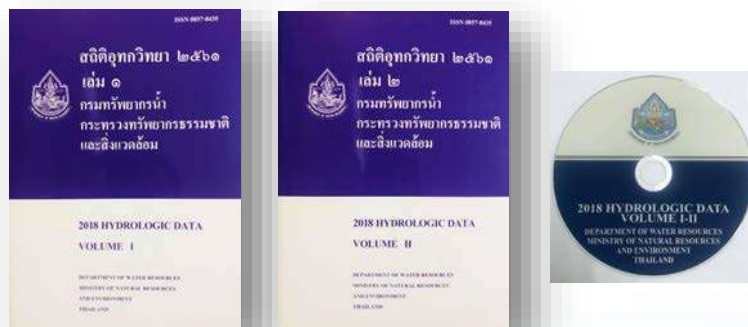 ISSN 0857-0435
สถิติอุทกวิทยา ๒๕๖๑
เล่ม ๑
กรมทรัพยากรน้ำ
กระทรวงทรัพยากรธรรมชาติ
และสิ่งแวดล้อม
2018 HYDROLOGIC DATA
VOLUME I
DEPARTMENT OF WATER RESOURCES
MINISTRY OF NATURAL RESOURCES
AND ENVIRONMENT
THAILAND
ISSN 0857-0435
สถิติอุทกวิทยา ๒๕๖๑
เล่ม ๒
กรมทรัพยากรน้ำ
กระทรวงทรัพยากรธรรมชาติ
และสิ่งแวดล้อม
2018 HYDROLOGIC DATA
VOLUME II
DEPARTMENT OF WATER RESOURCES
MINISTRY OF NATURAL RESOURCES
AND ENVIRONMENT
THAILAND
2018 HYDROLOGIC DATA
VOLUME I-II
DEPARTMENT OF WATER RESOURCES
MINISTRY OF NATURAL RESOURCES
AND ENVIRONMENT
THAILAND